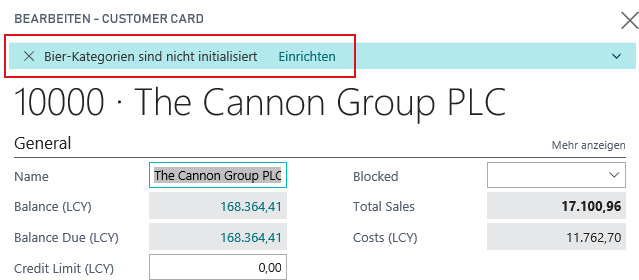 BEARBEITEN – CUSTOMER CARD
Bier-Kategorien sind nicht initialisiert Einrichten
10000 · The Cannon Group PLC
General Mehr anzeigen
Name The Cannon Group PLC Blocked
Balance (LCY) 168.364,41 Total Sales 17.100,96
Balance Due (LCY) 168.364,41 Costs (LCY) 11.762,70
Credit Limit (LCY) 0,00